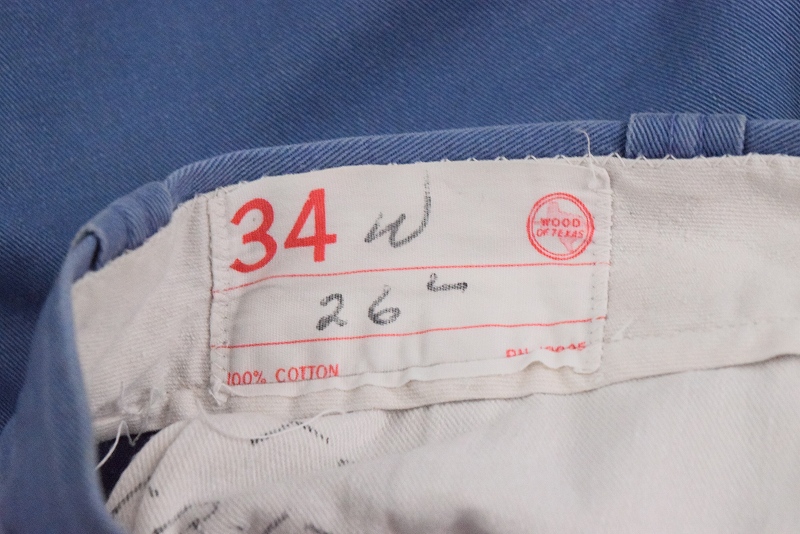 34 W
WOOD
OF TEXAS
26 L
100% COTTON